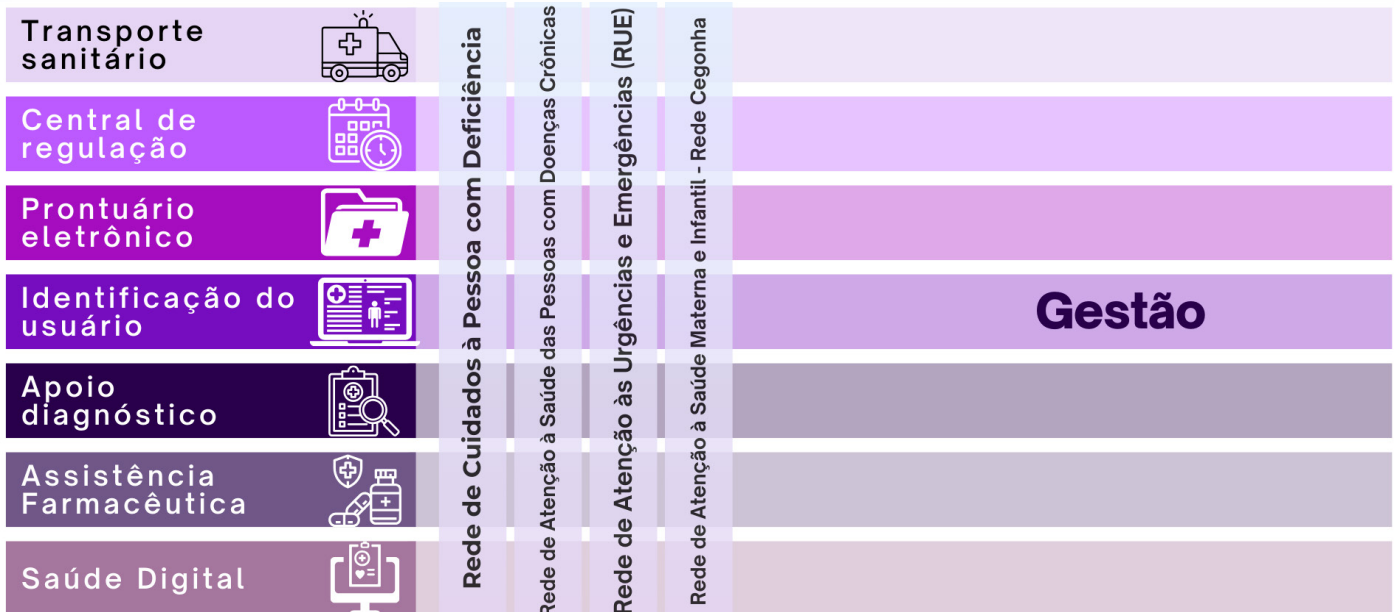 Transporte
sanitário
Central de
regulação
Prontuário
eletrônico
Identificação do
usuário
Apoio
diagnóstico
Assistência
Farmacêutica
Saúde Digital
Rede de Cuidados à Pessoa com Deficiência
Rede de Atenção à Saúde das Pessoas com Doenças Crônicas
Rede de Atenção às Urgências e Emergências (RUE)
Rede de Atenção à Saúde Materna e Infantil - Rede Cegonha
Gestão